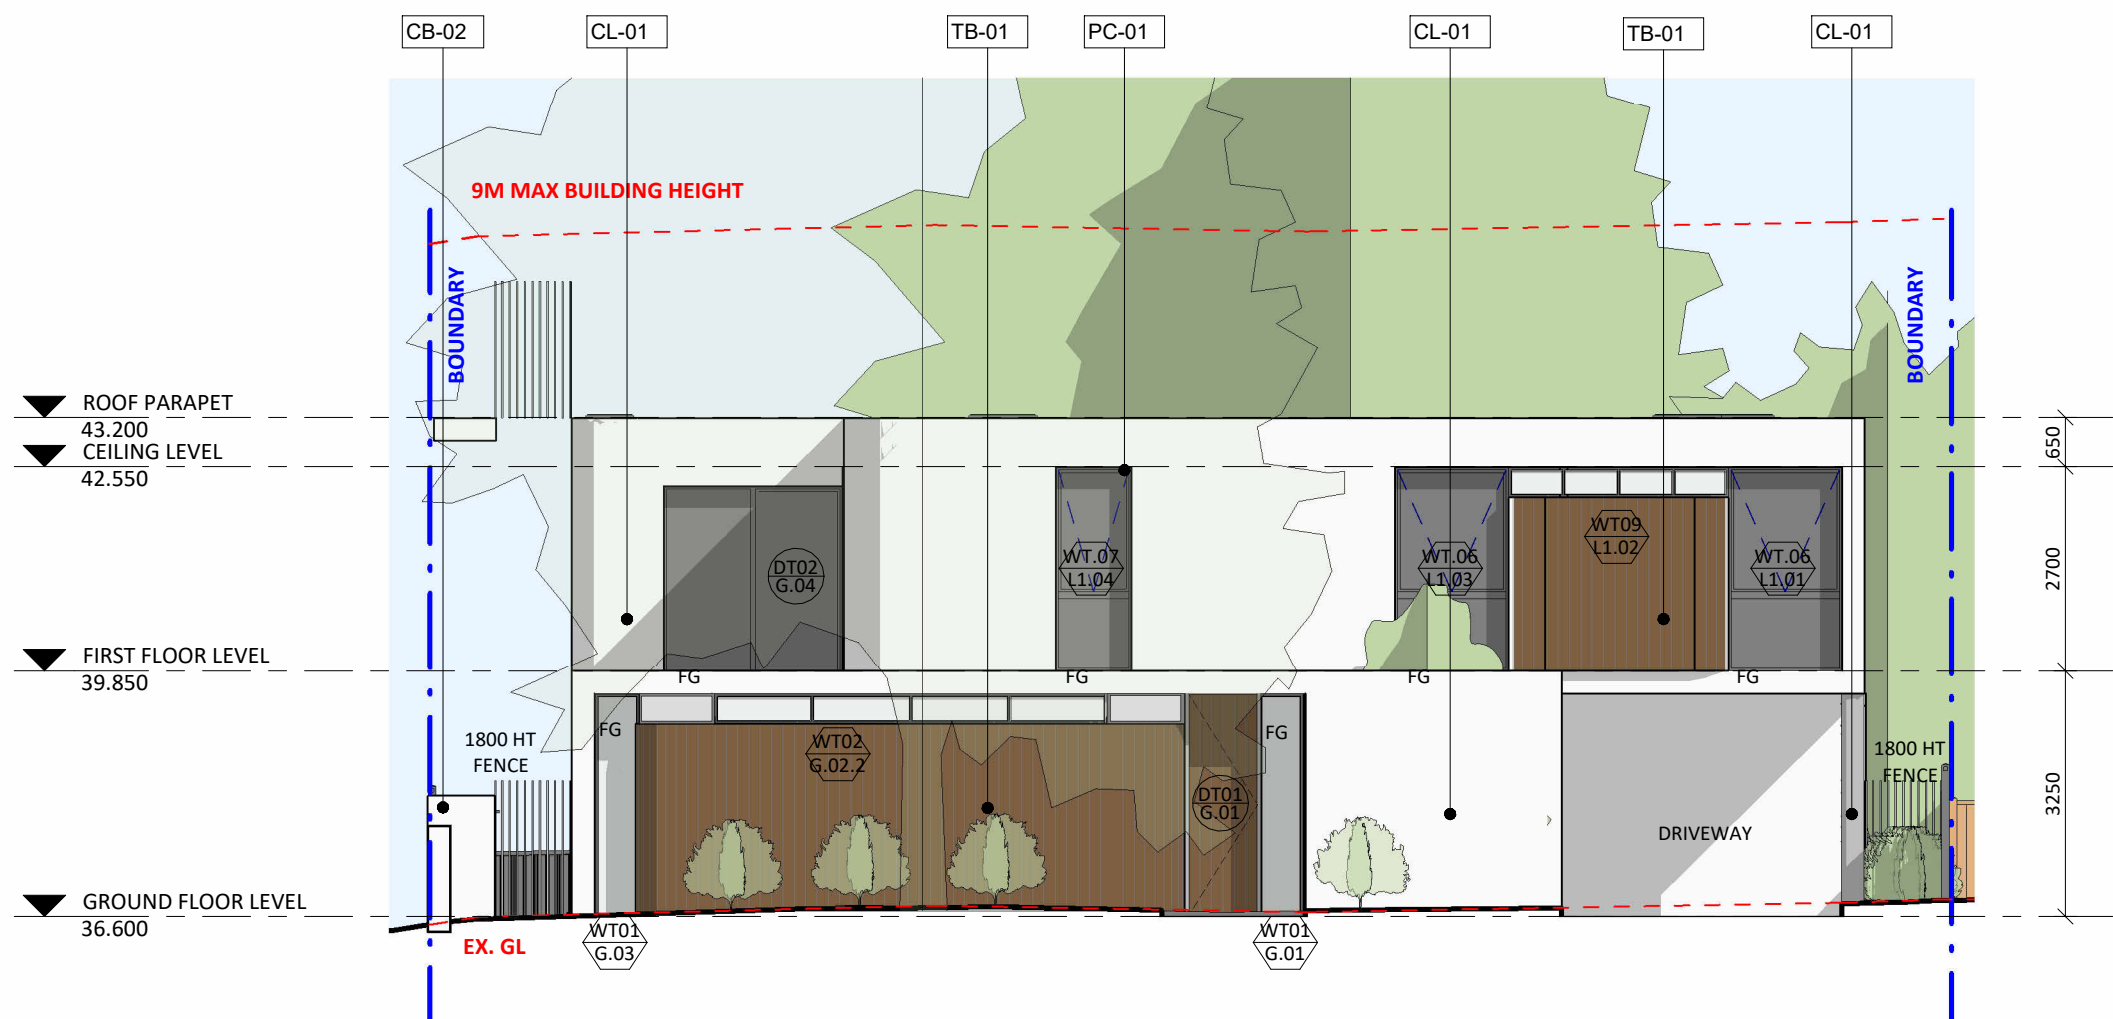 CB-02
CL-01
TB-01
PC-01
CL-01
TB-01
CL-01
9M MAX BUILDING HEIGHT
BOUNDARY
BOUNDARY
ROOF PARAPET
43.200
CEILING LEVEL
42.550
650
DT02
G.04
WT.07
L1.04
WT.06
L1.03
WT09
L1.02
WT.06
L1.01
2700
FIRST FLOOR LEVEL
39.850
FG
FG
FG
FG
1800 HT
FENCE
FG
WT02
G.02.2
DT01
G.01
FG
DRIVEWAY
1800 HT
FENCE
3250
GROUND FLOOR LEVEL
36.600
EX. GL
WT01
G.03
WT01
G.01